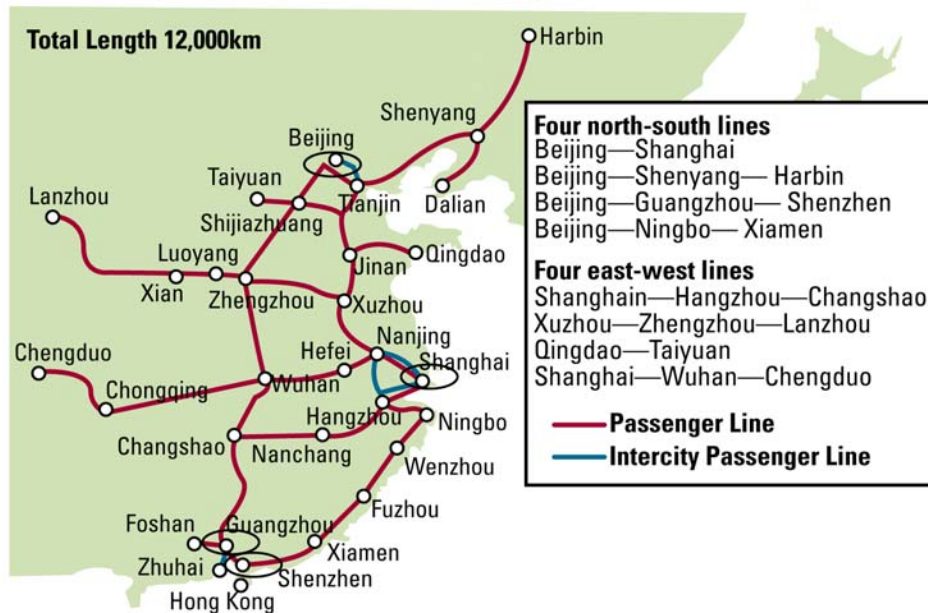 Total Length 12,000km
Harbin
Shenyang
Beijing
Taiyuan
Tianjin
Dalian
Lanzhou
Shijiazhuang
Luoyang
Jinan
Qingdao
Xian
Zhengzhou
Xuzhou
Nanjing
Chengduo
Hefei
Shanghai
Chongqing
Wuhan
Hangzhou
Ningbo
Changshao
Nanchang
Wenzhou
Fuzhou
Foshan
Guangzhou
Xiamen
Zhuhai
Shenzhen
Hong Kong
Four north-south lines
Beijing—Shanghai
Beijing—Shenyang— Harbin
Beijing—Guangzhou— Shenzhen
Beijing—Ningbo— Xiamen
Four east-west lines
Shanghain—Hangzhou—Changshao
Xuzhou—Zhengzhou—Lanzhou
Qingdao—Taiyuan
Shanghai—Wuhan—Chengduo
Passenger Line
Intercity Passenger Line